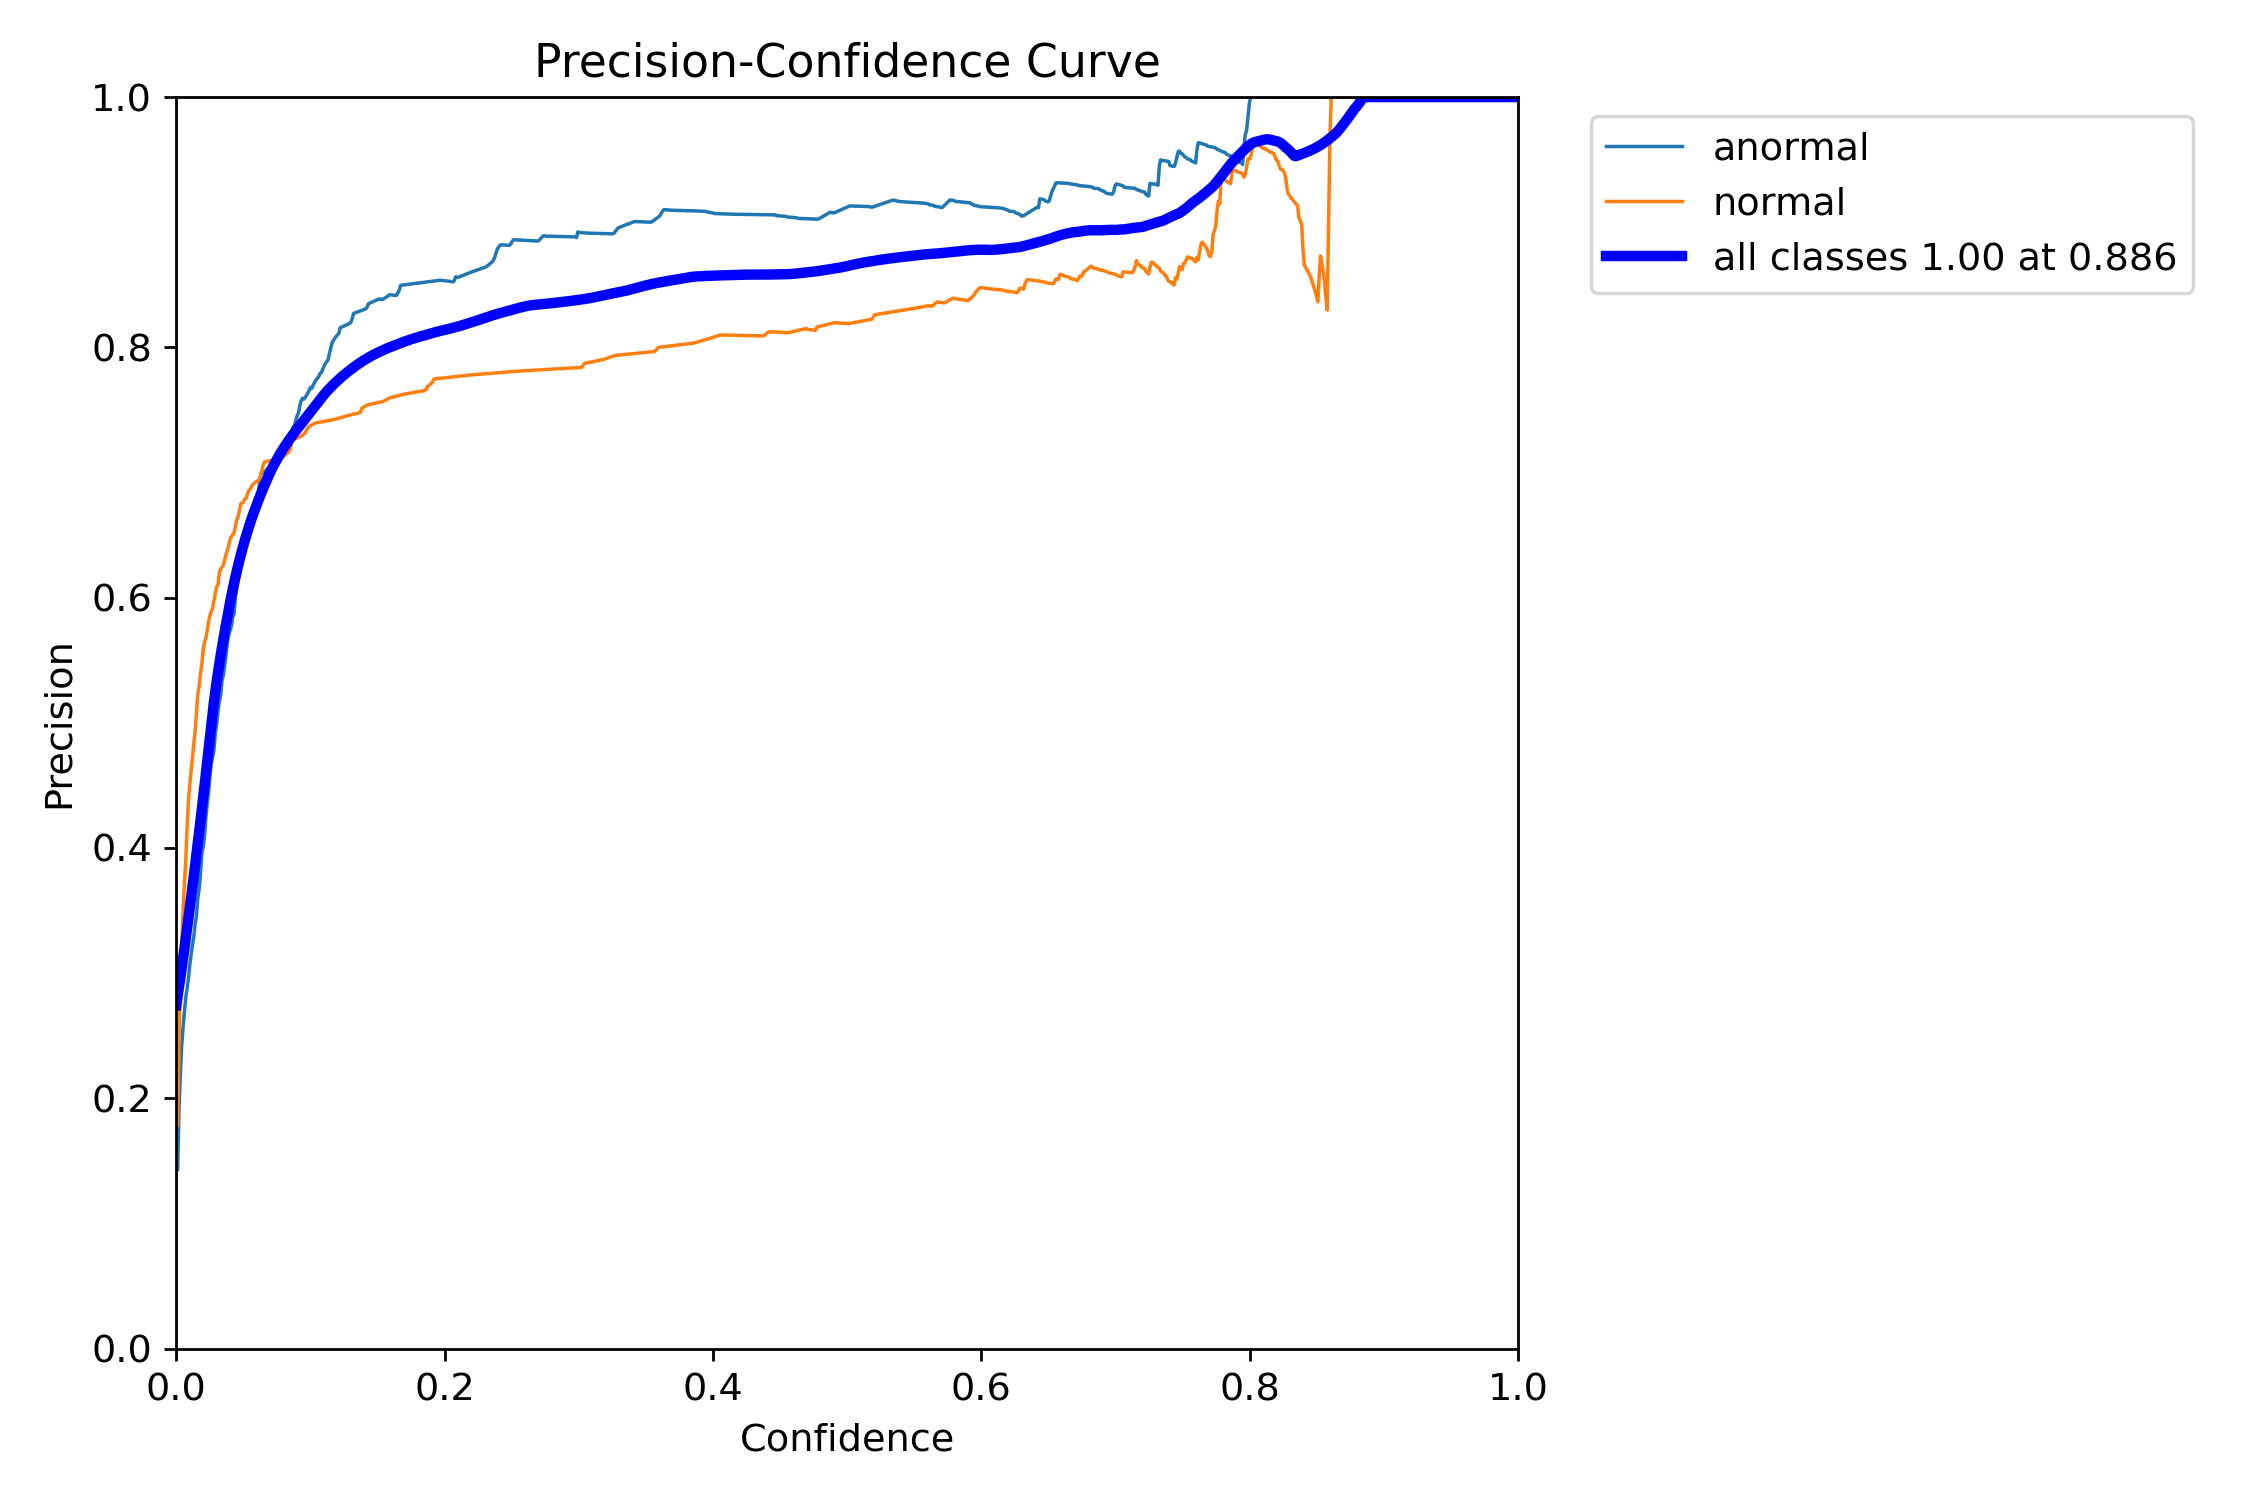 Precision-Confidence Curve
1.0
0.8
0.6
0.4
0.2
0.0
Precision
0.0 0.2 0.4 0.6 0.8 1.0
Confidence
anormal
normal
all classes 1.00 at 0.886